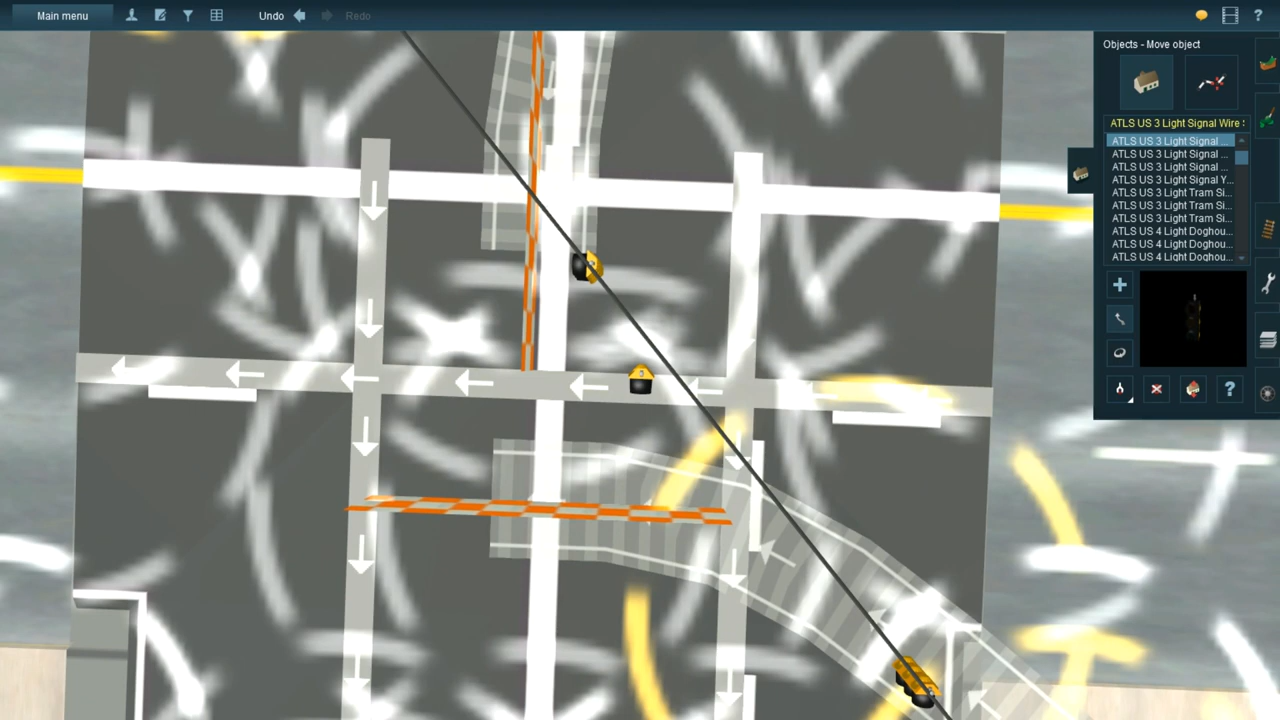 Main menu
Undo
Redo
?
Objects - Move object
ATLS US 3 Light Signal Wire
ATLS US 3 Light Signal ...
ATLS US 3 Light Signal ...
ATLS US 3 Light Signal ...
ATLS US 3 Light Signal Y...
ATLS US 3 Light Tram Si...
ATLS US 3 Light Tram Si...
ATLS US 3 Light Tram Si...
ATLS US 4 Light Doghou...
ATLS US 4 Light Doghou...
ATLS US 4 Light Doghou...
?